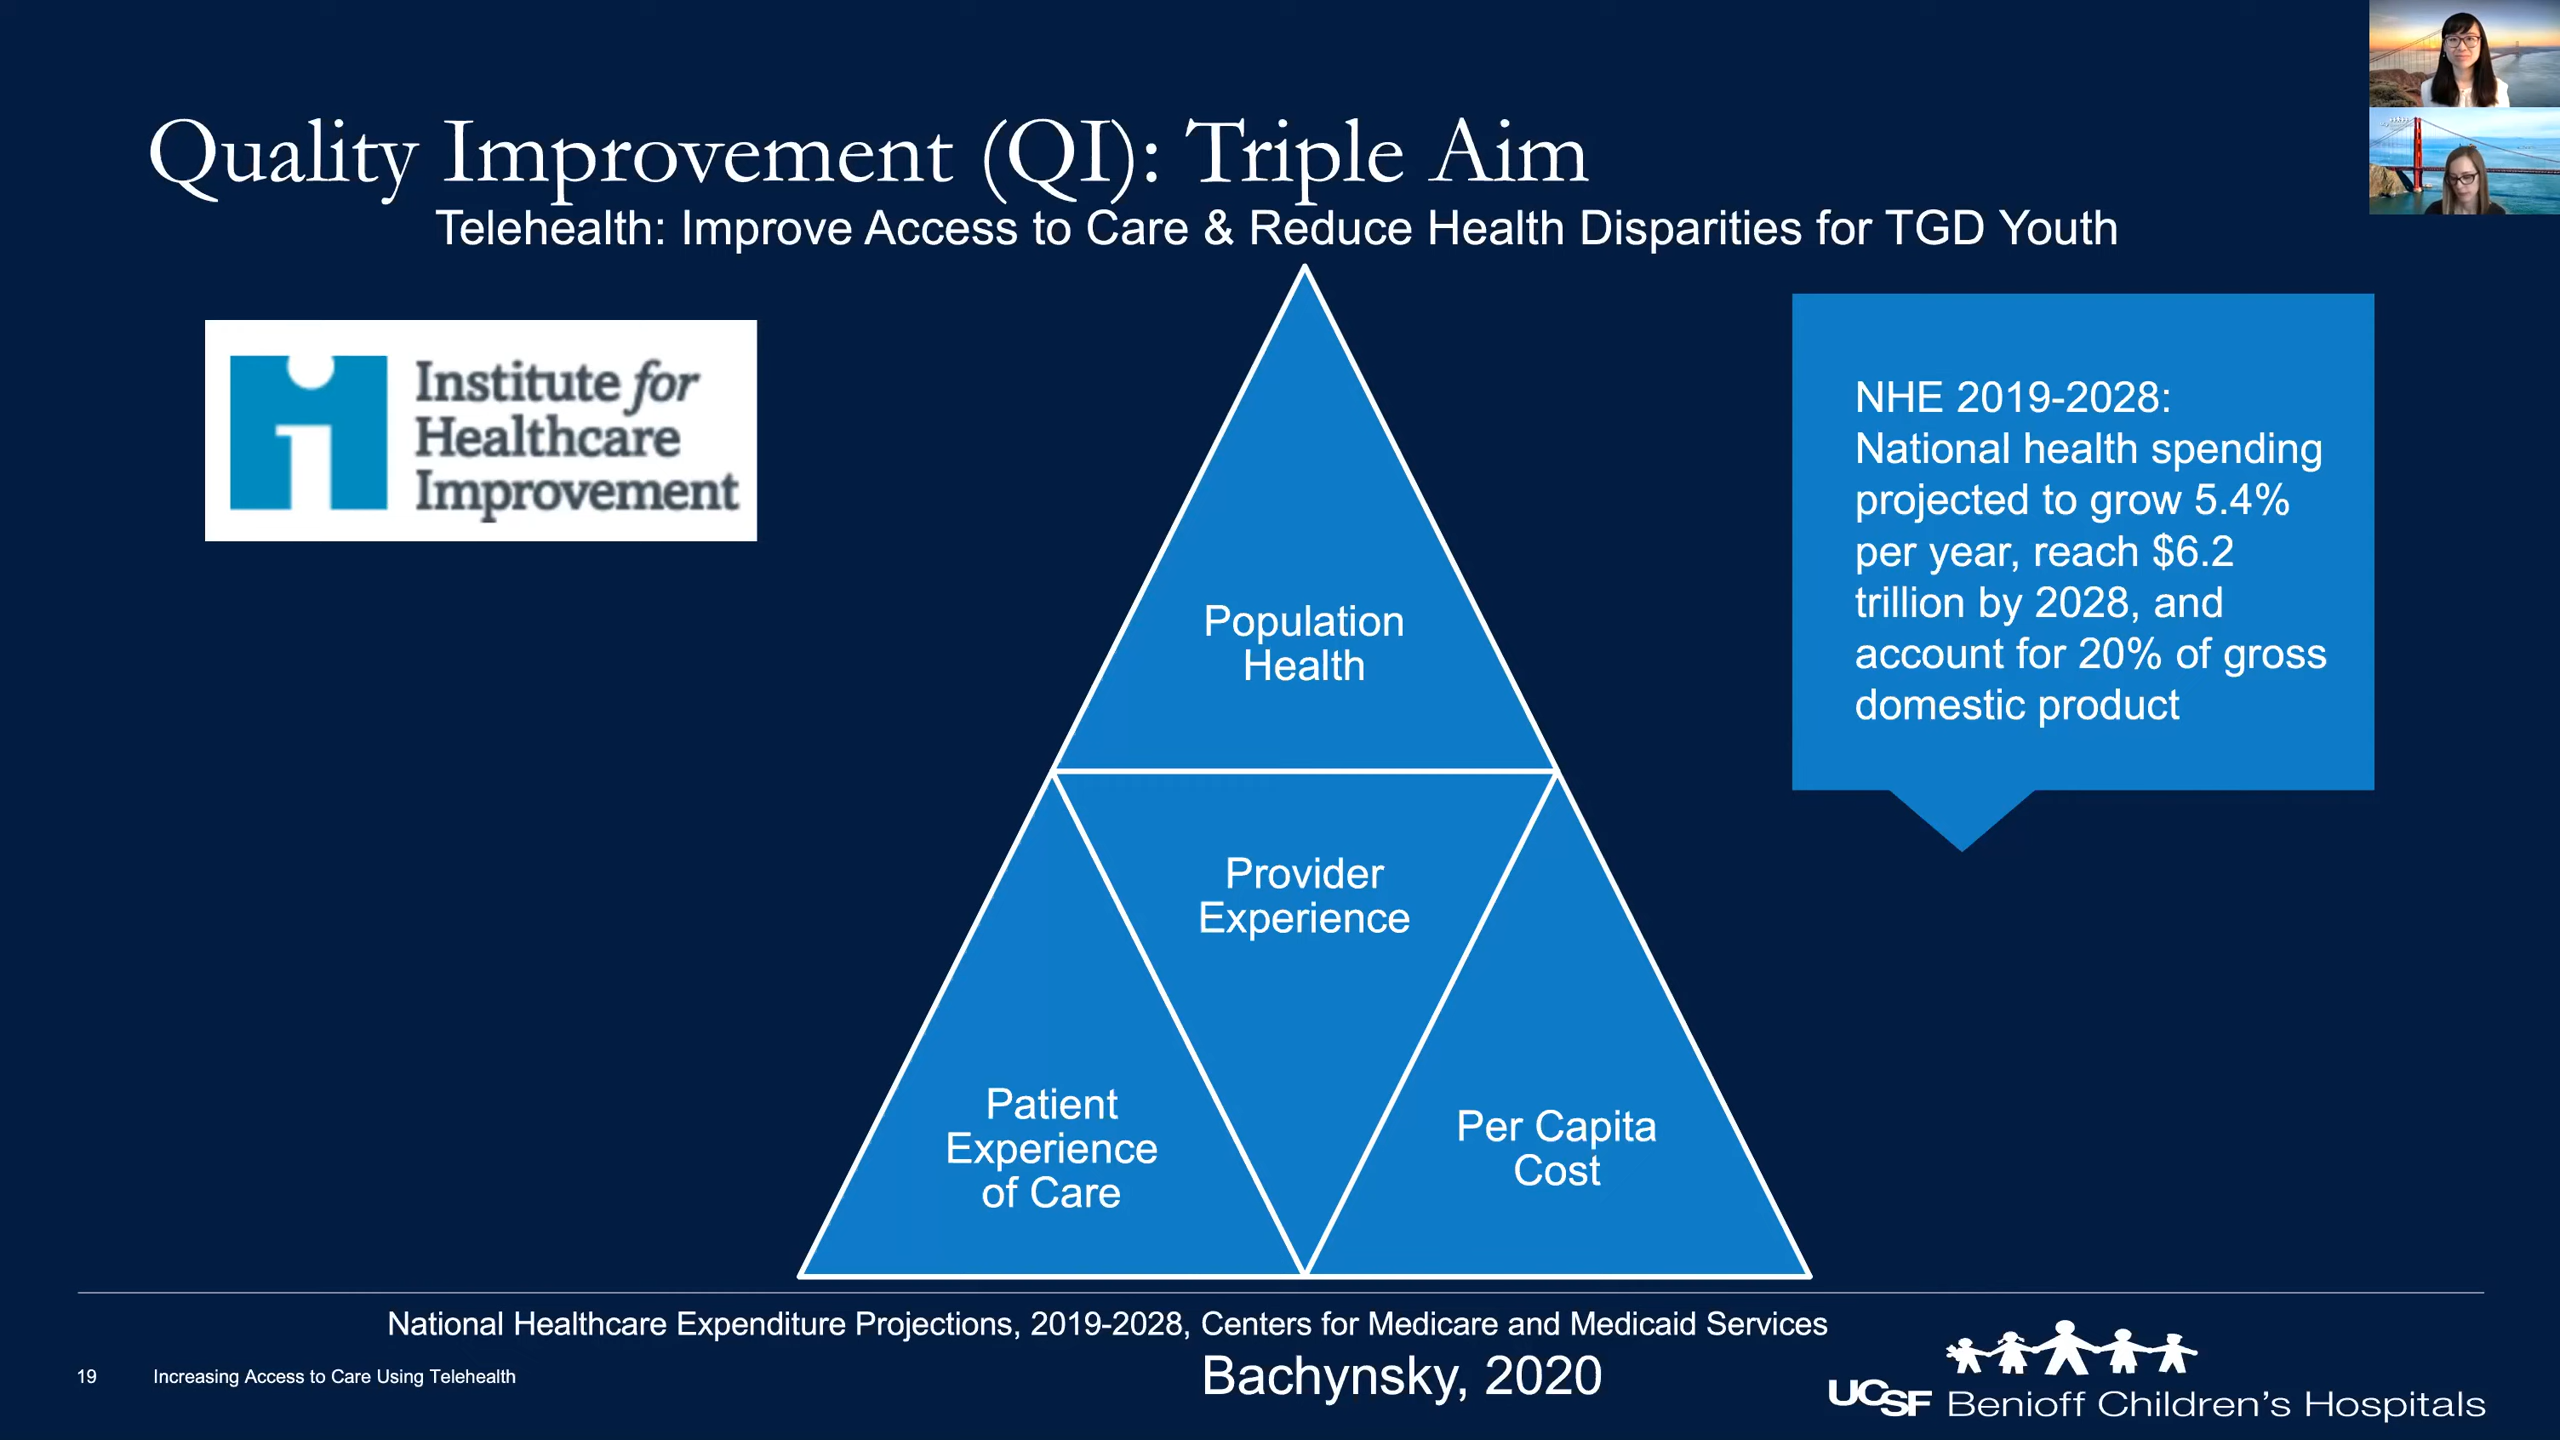 Quality Improvement (QI): Triple Aim
Telehealth: Improve Access to Care & Reduce Health Disparities for TGD Youth
Institute for
Healthcare
Improvement
NHE 2019-2028:
National health spending
projected to grow 5.4%
per year, reach $6.2
trillion by 2028, and
account for 20% of gross
domestic product
Population
Health
Provider
Experience
Patient
Experience
of Care
Per Capita
Cost
National Healthcare Expenditure Projections, 2019-2028, Centers for Medicare and Medicaid Services
Bachynsky, 2020
19
Increasing Access to Care Using Telehealth
UCSF Benioff Children's Hospitals